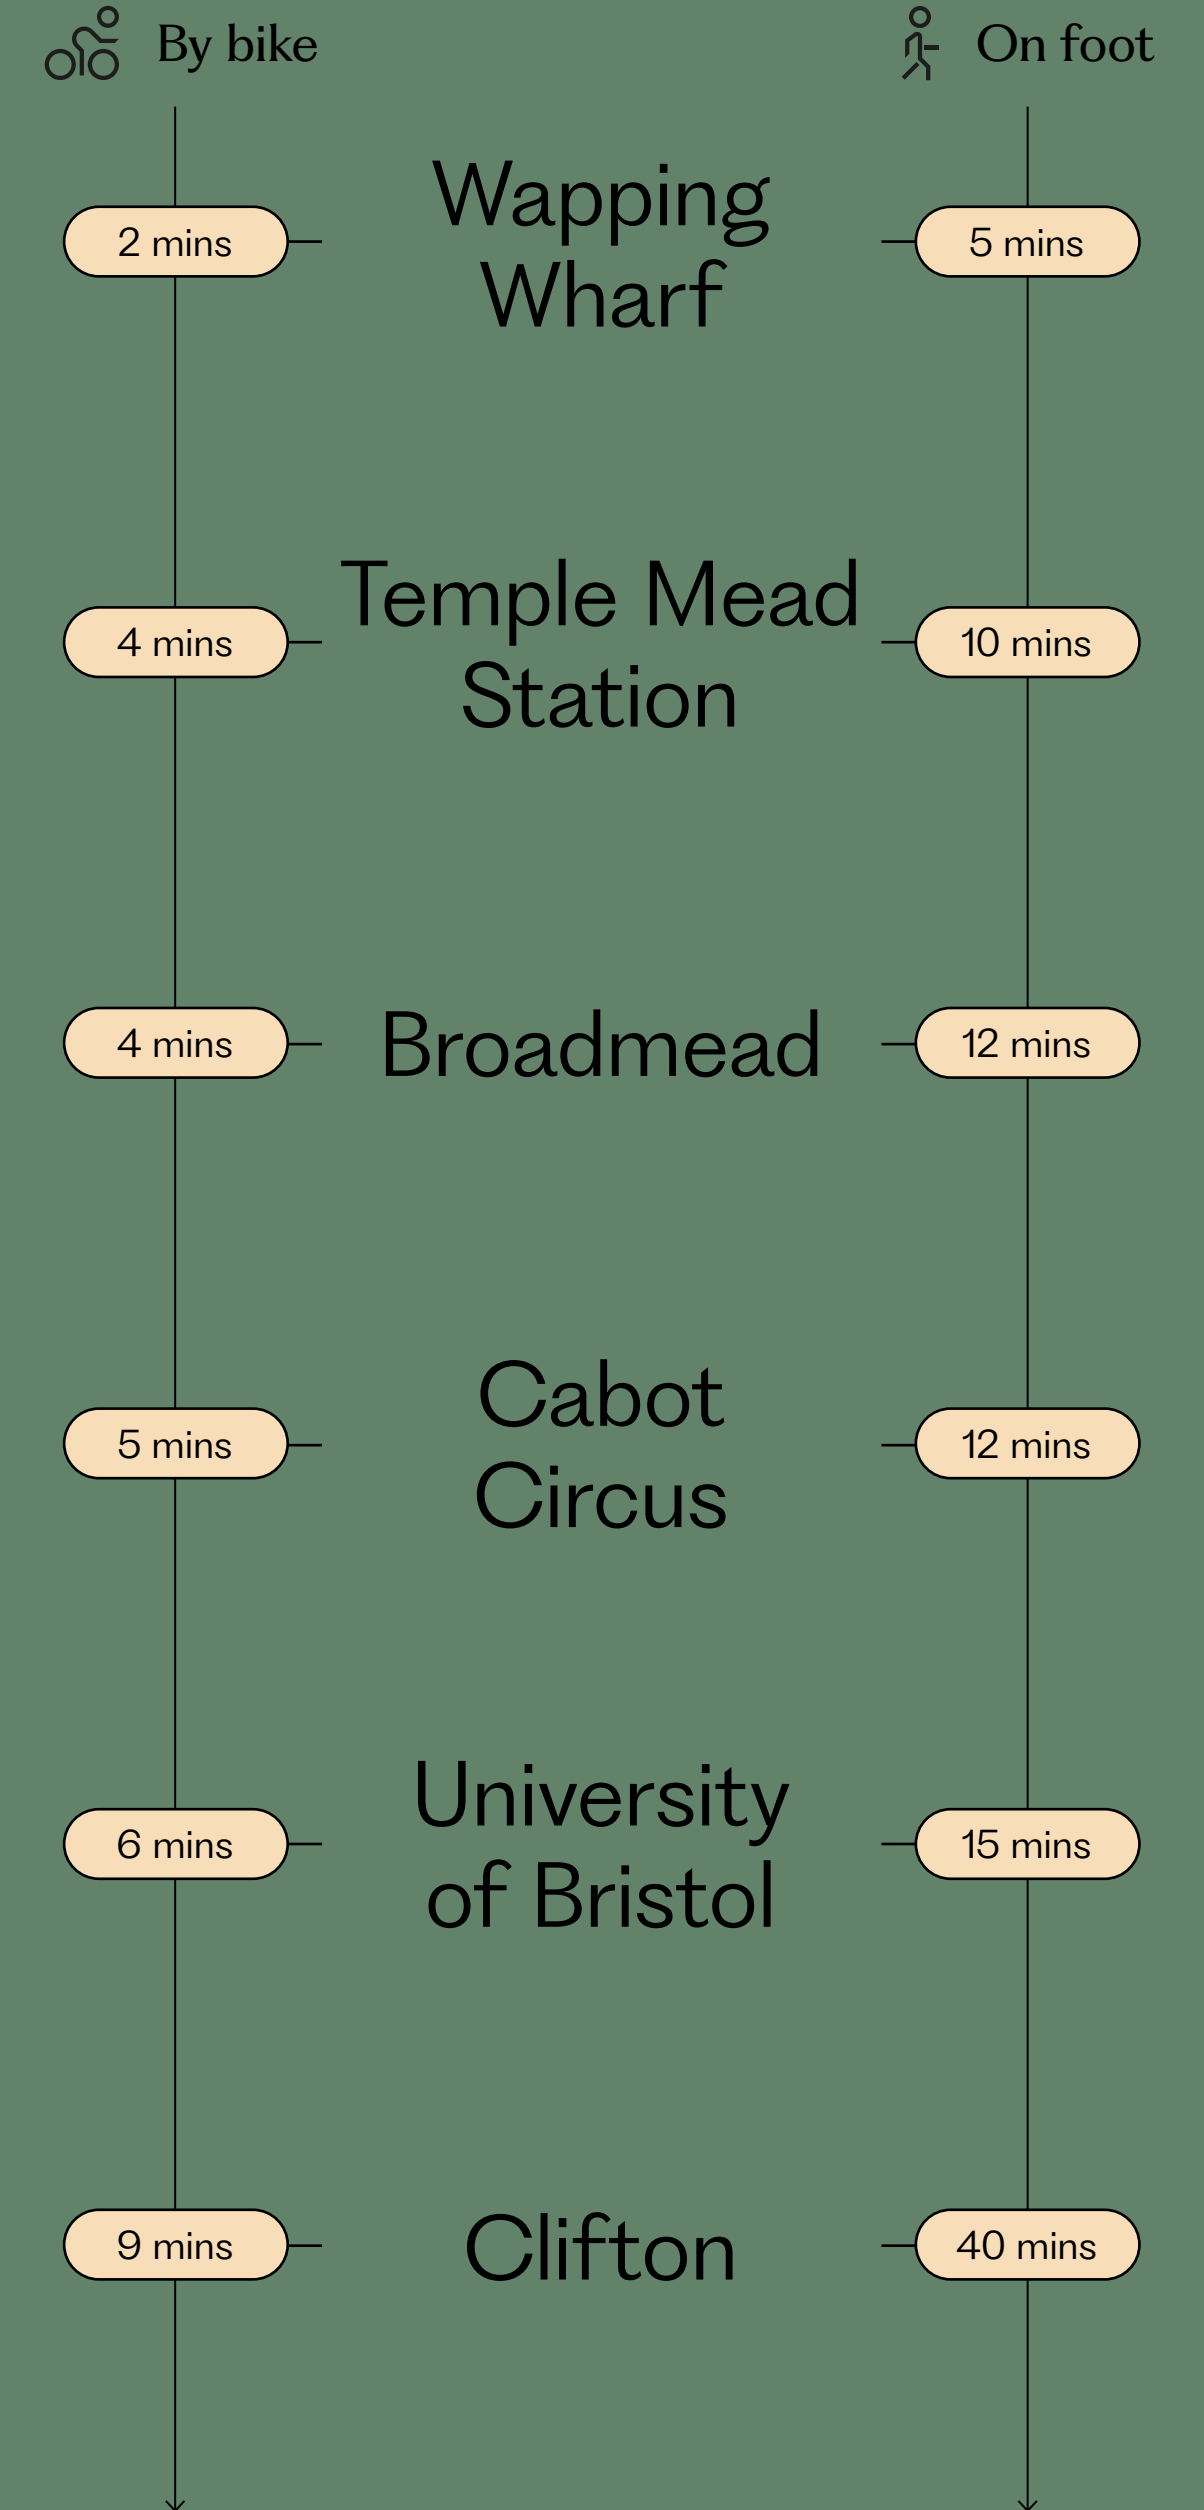 By bike
On foot
Wapping
Wharf
2 mins
5 mins
Temple Mead
Station
4 mins
10 mins
Broadmead
4 mins
12 mins
Cabot
Circus
5 mins
12 mins
University
of Bristol
6 mins
15 mins
Clifton
9 mins
40 mins